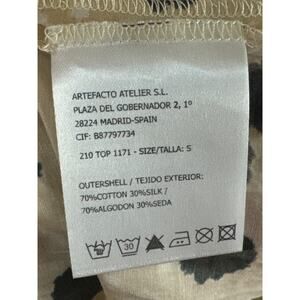 ARTEFACTO ATELIER S.L.
PLAZA DEL GOBERNADOR 2, 1º
28224 MADRID-SPAIN
CIF: B87797734
210 TOP 1171 - SIZE/TALLA: S
OUTERSHELL / TEJIDO EXTERIOR:
70%COTTON 30%SILK /
70%ALGODON 30%SEDA
30